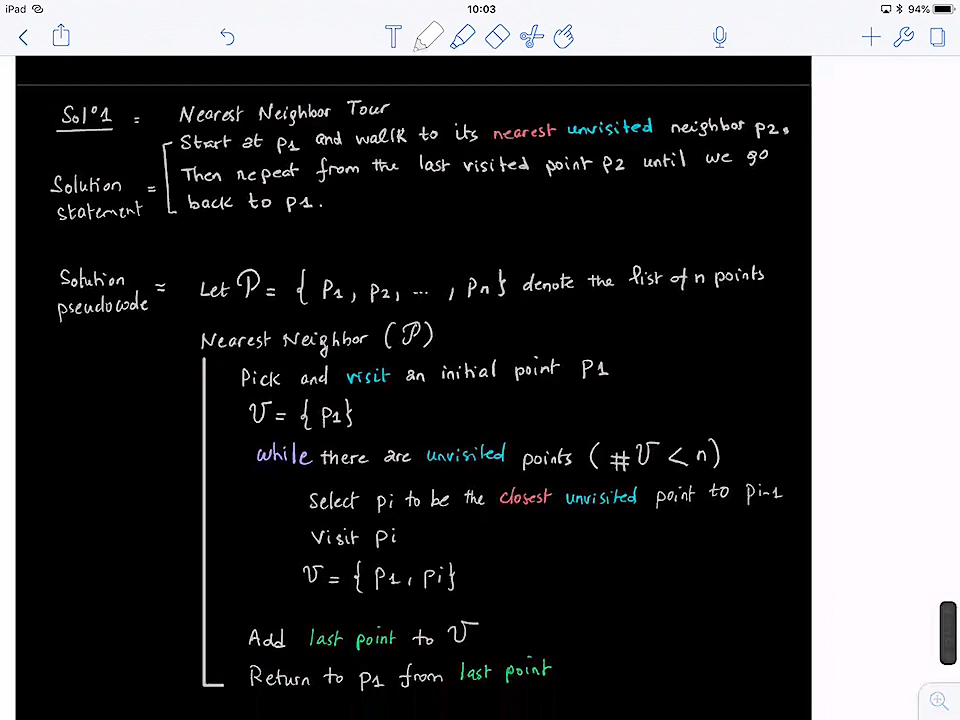 iPad
10:03
94%
T
Sol°1 = Nearest Neighbor Tour
Solution statement = Start at p1 and walk to its nearest unvisited neighbor p2.
Then repeat from the last visited point p2 until we go
back to p1.
Solution pseudocode = Let P = { p1, p2, ... , pn } denote the list of n points
Nearest Neighbor (P)
Pick and visit an initial point p1
V = { p1 }
while there are unvisited points ( # V < n )
Select pi to be the closest unvisited point to pi-1
Visit pi
V = { p1, pi }
Add last point to V
Return to p1 from last point